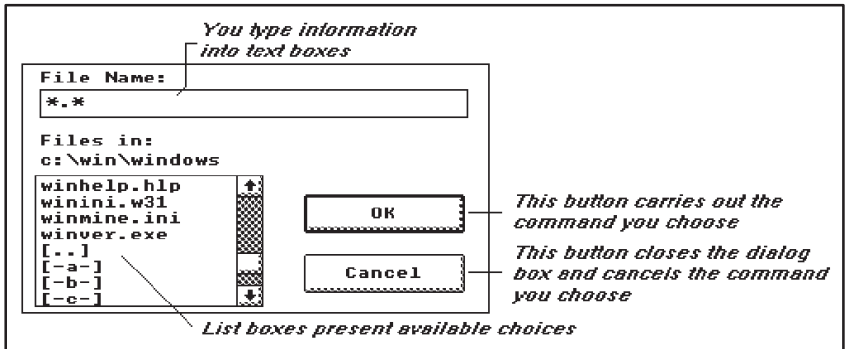 You type information
into text boxes
File Name:
*.*
Files in:
c:\win\windows
winhelp.hlp
winini.w31
winmine.ini
winver.exe
[..]
[-a-]
[-b-]
[-c-]
OK
This button carries out the
command you choose
Cancel
This button closes the dialog
box and cancels the command
you choose
List boxes present available choices